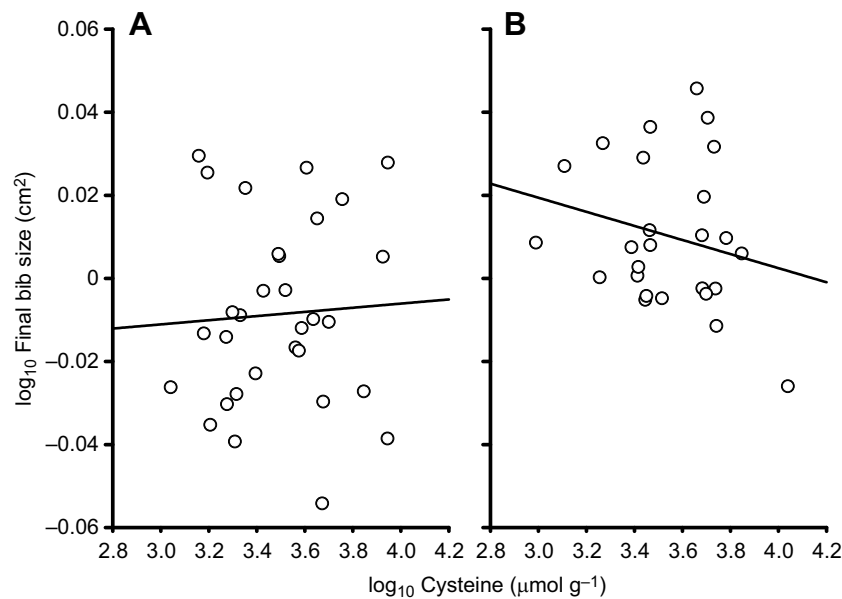 A
B
0.06
0.04
0.02
0
–0.02
–0.04
–0.06
log10 Final bib size (cm²)
2.8 3.0 3.2 3.4 3.6 3.8 4.0 4.2 2.8 3.0 3.2 3.4 3.6 3.8 4.0 4.2
log10 Cysteine (μmol g⁻¹)